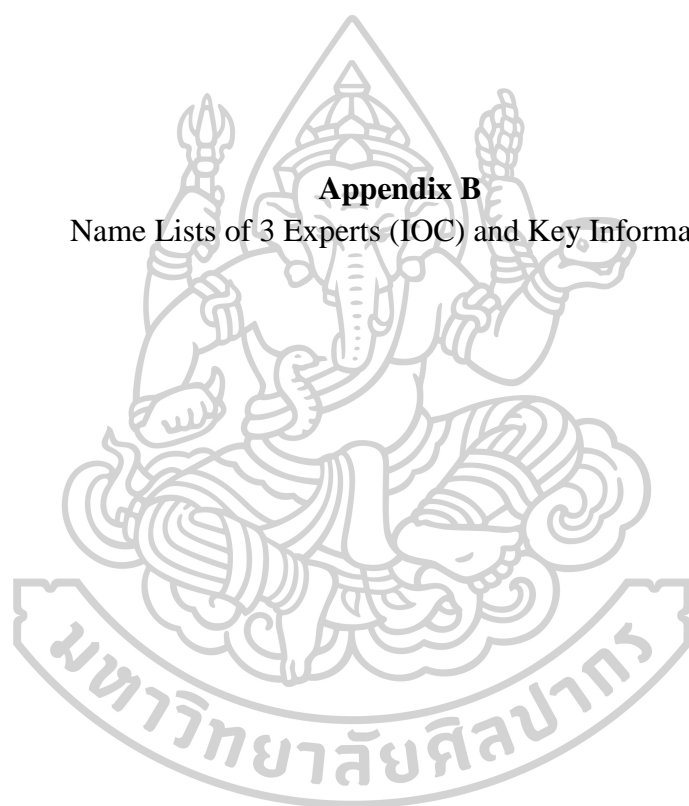 Appendix B
Name Lists of 3 Experts (IOC) and Key Informa
มหาวิทยาลัยศิลปากร